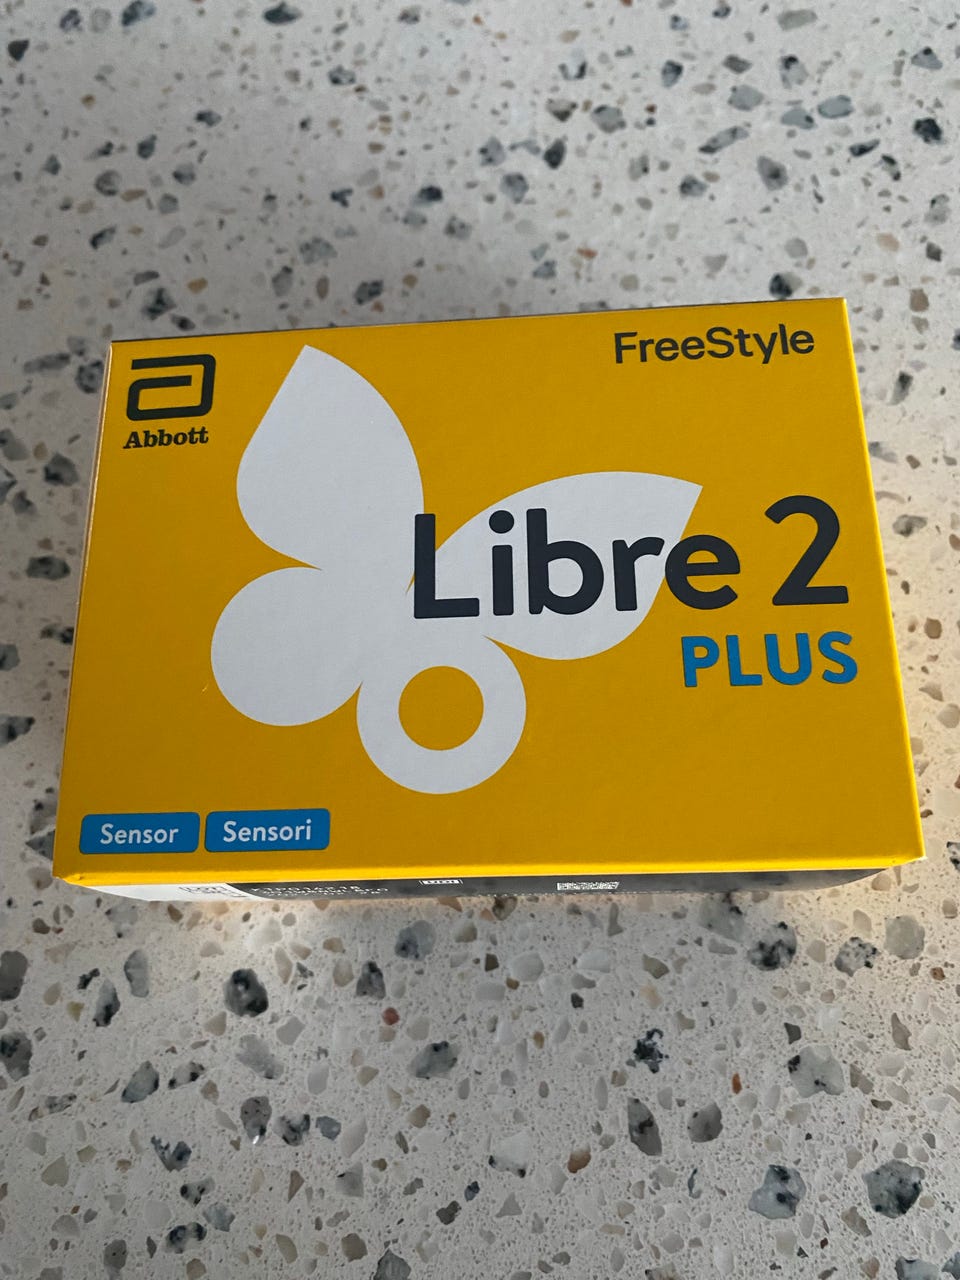 Abbott
FreeStyle
Libre 2
PLUS
Sensor
Sensori